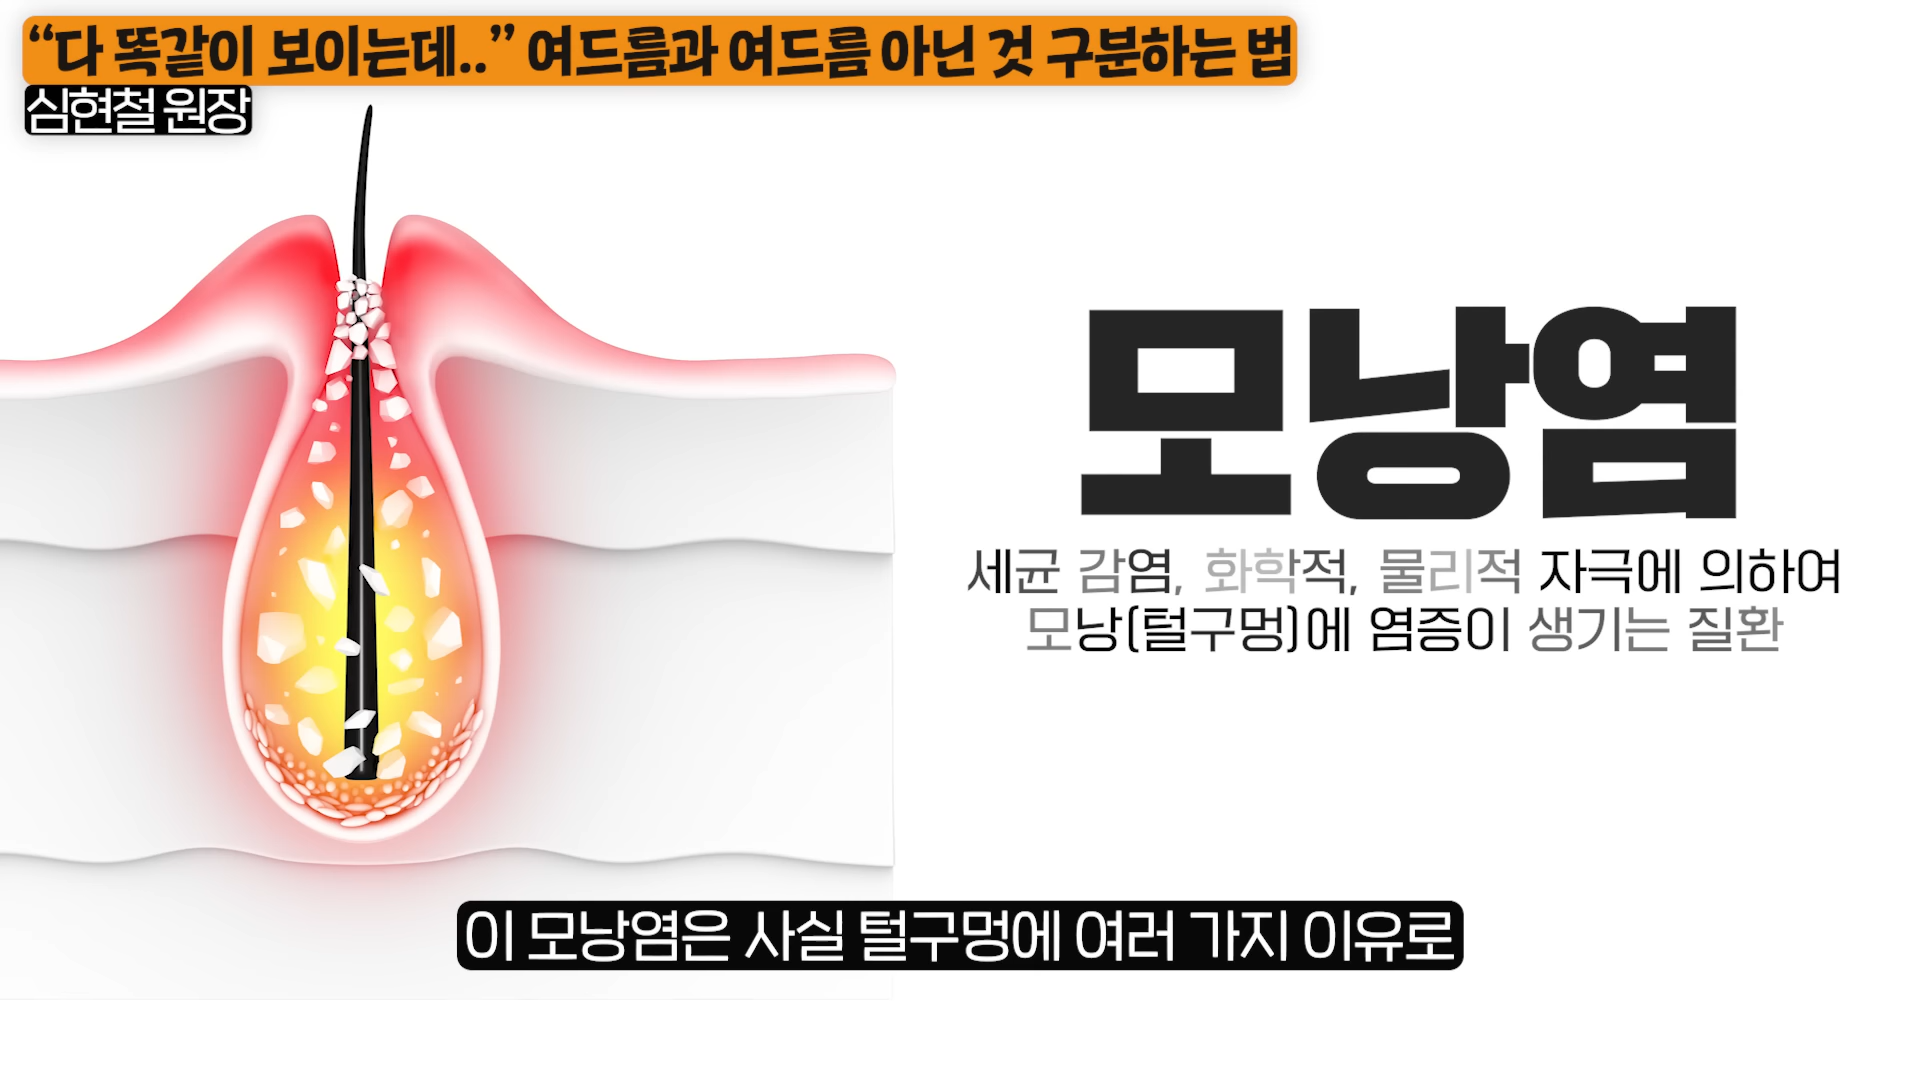 “다 똑같이 보이는데..” 여드름과 여드름 아닌 것 구분하는 법
심현철 원장
모낭염
세균 감염, 화학적, 물리적 자극에 의하여
모낭(털구멍)에 염증이 생기는 질환
이 모낭염은 사실 털구멍에 여러 가지 이유로